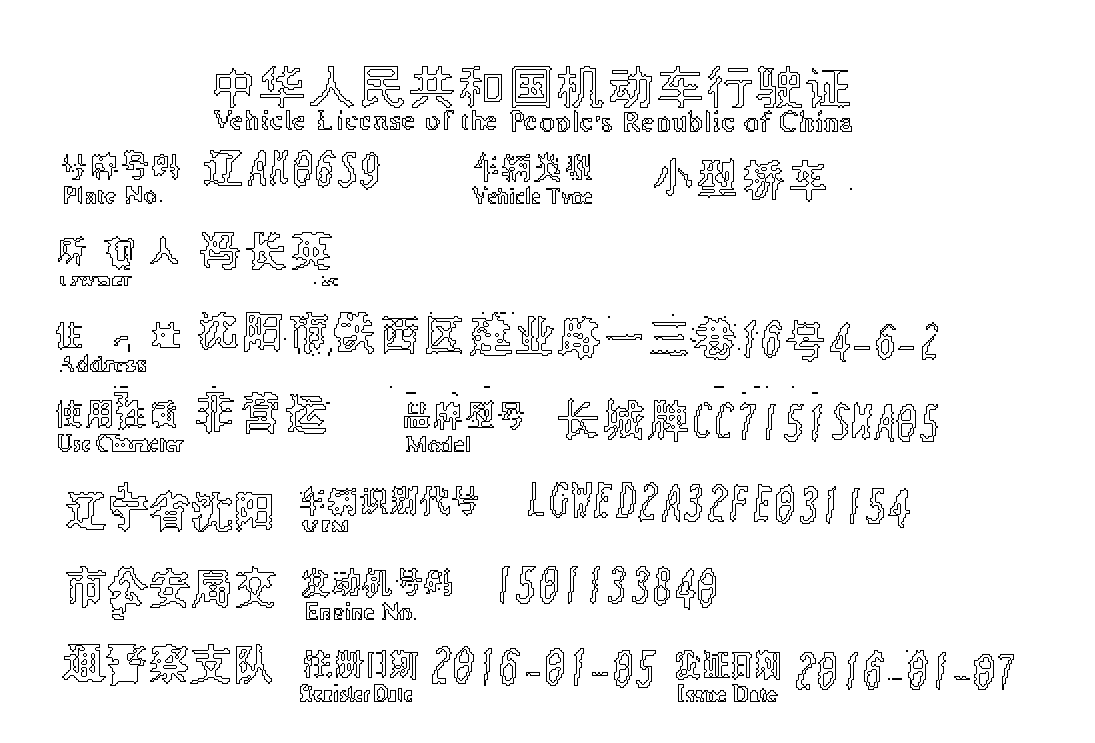 中华人民共和国机动车行驶证
Vehicle License of the People's Republic of China
号牌号码 辽AK06S9 车辆类型 小型轿车
Plate No. Vehicle Type
所有人 冯长英
Owner
住址 沈阳市铁西区建业路一三巷16号4-6-2
Address
使用性质 非营运 品牌型号 长城牌CC7151SMA05
Use Character Model
辽宁省沈阳 车辆识别代号 LGWED2A32FE031154
VIN
市公安局交 发动机号码 1501133840
Engine No.
通警察支队 注册日期 2016-01-05 发证日期 2016-01-07
Register Date Issue Date